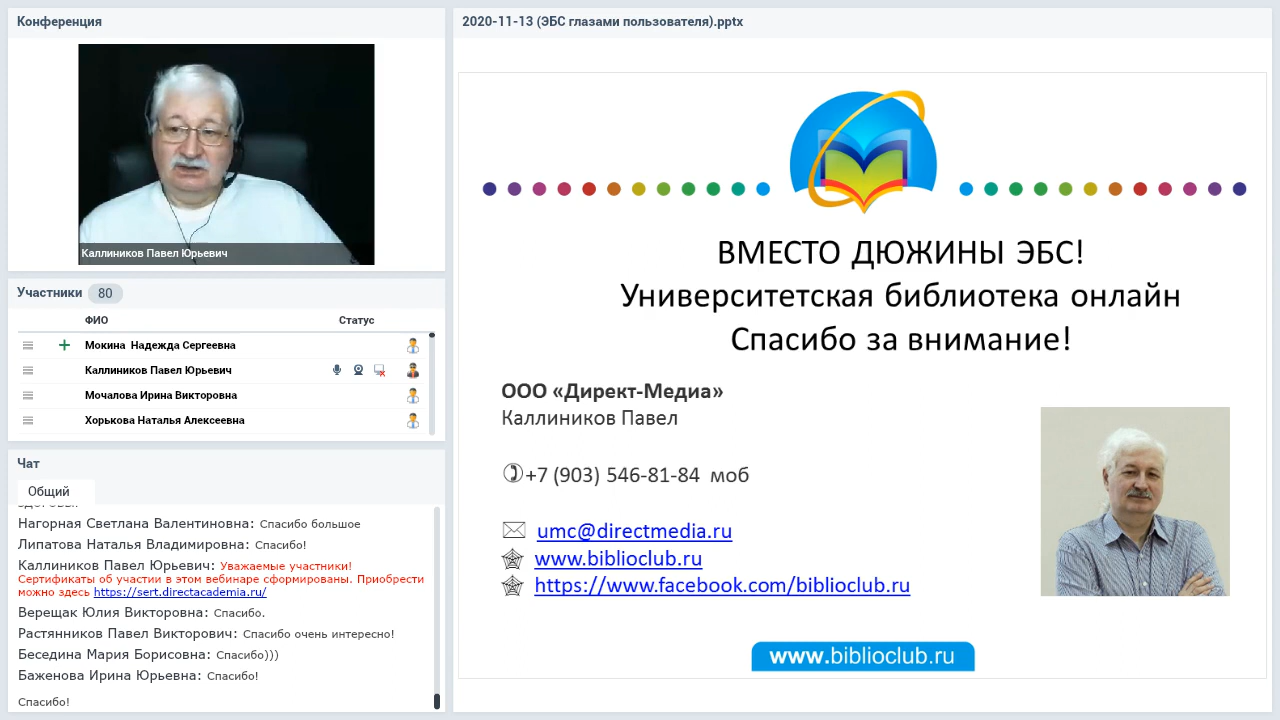 Конференция
Каллиников Павел Юрьевич
Участники 80
ФИО Статус
Мокина Надежда Сергеевна
Каллиников Павел Юрьевич
Мочалова Ирина Викторовна
Хорькова Наталья Алексеевна
Чат
Общий
Нагорная Светлана Валентиновна: Спасибо большое
Липатова Наталья Владимировна: Спасибо!
Каллиников Павел Юрьевич: Уважаемые участники!
Сертификаты об участии в этом вебинаре сформированы. Приобрести
можно здесь https://sert.directacademia.ru/
Верещак Юлия Викторовна: Спасибо.
Растянников Павел Викторович: Спасибо очень интересно!
Беседина Мария Борисовна: Спасибо)))
Баженова Ирина Юрьевна: Спасибо!
Спасибо!
2020-11-13 (ЭБС глазами пользователя).pptx
ВМЕСТО ДЮЖИНЫ ЭБС!
Университетская библиотека онлайн
Спасибо за внимание!
ООО «Директ-Медиа»
Каллиников Павел
+7 (903) 546-81-84 моб
umc@directmedia.ru
www.biblioclub.ru
https://www.facebook.com/biblioclub.ru
www.biblioclub.ru